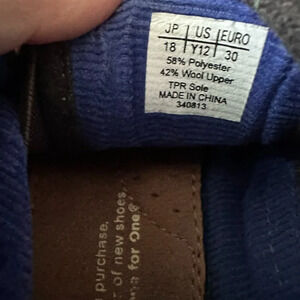 JP | US | EURO
18 | Y12 | 30
58% Polyester
42% Wool Upper
TPR Sole
MADE IN CHINA
340813
purchase,
of new shoes
for One